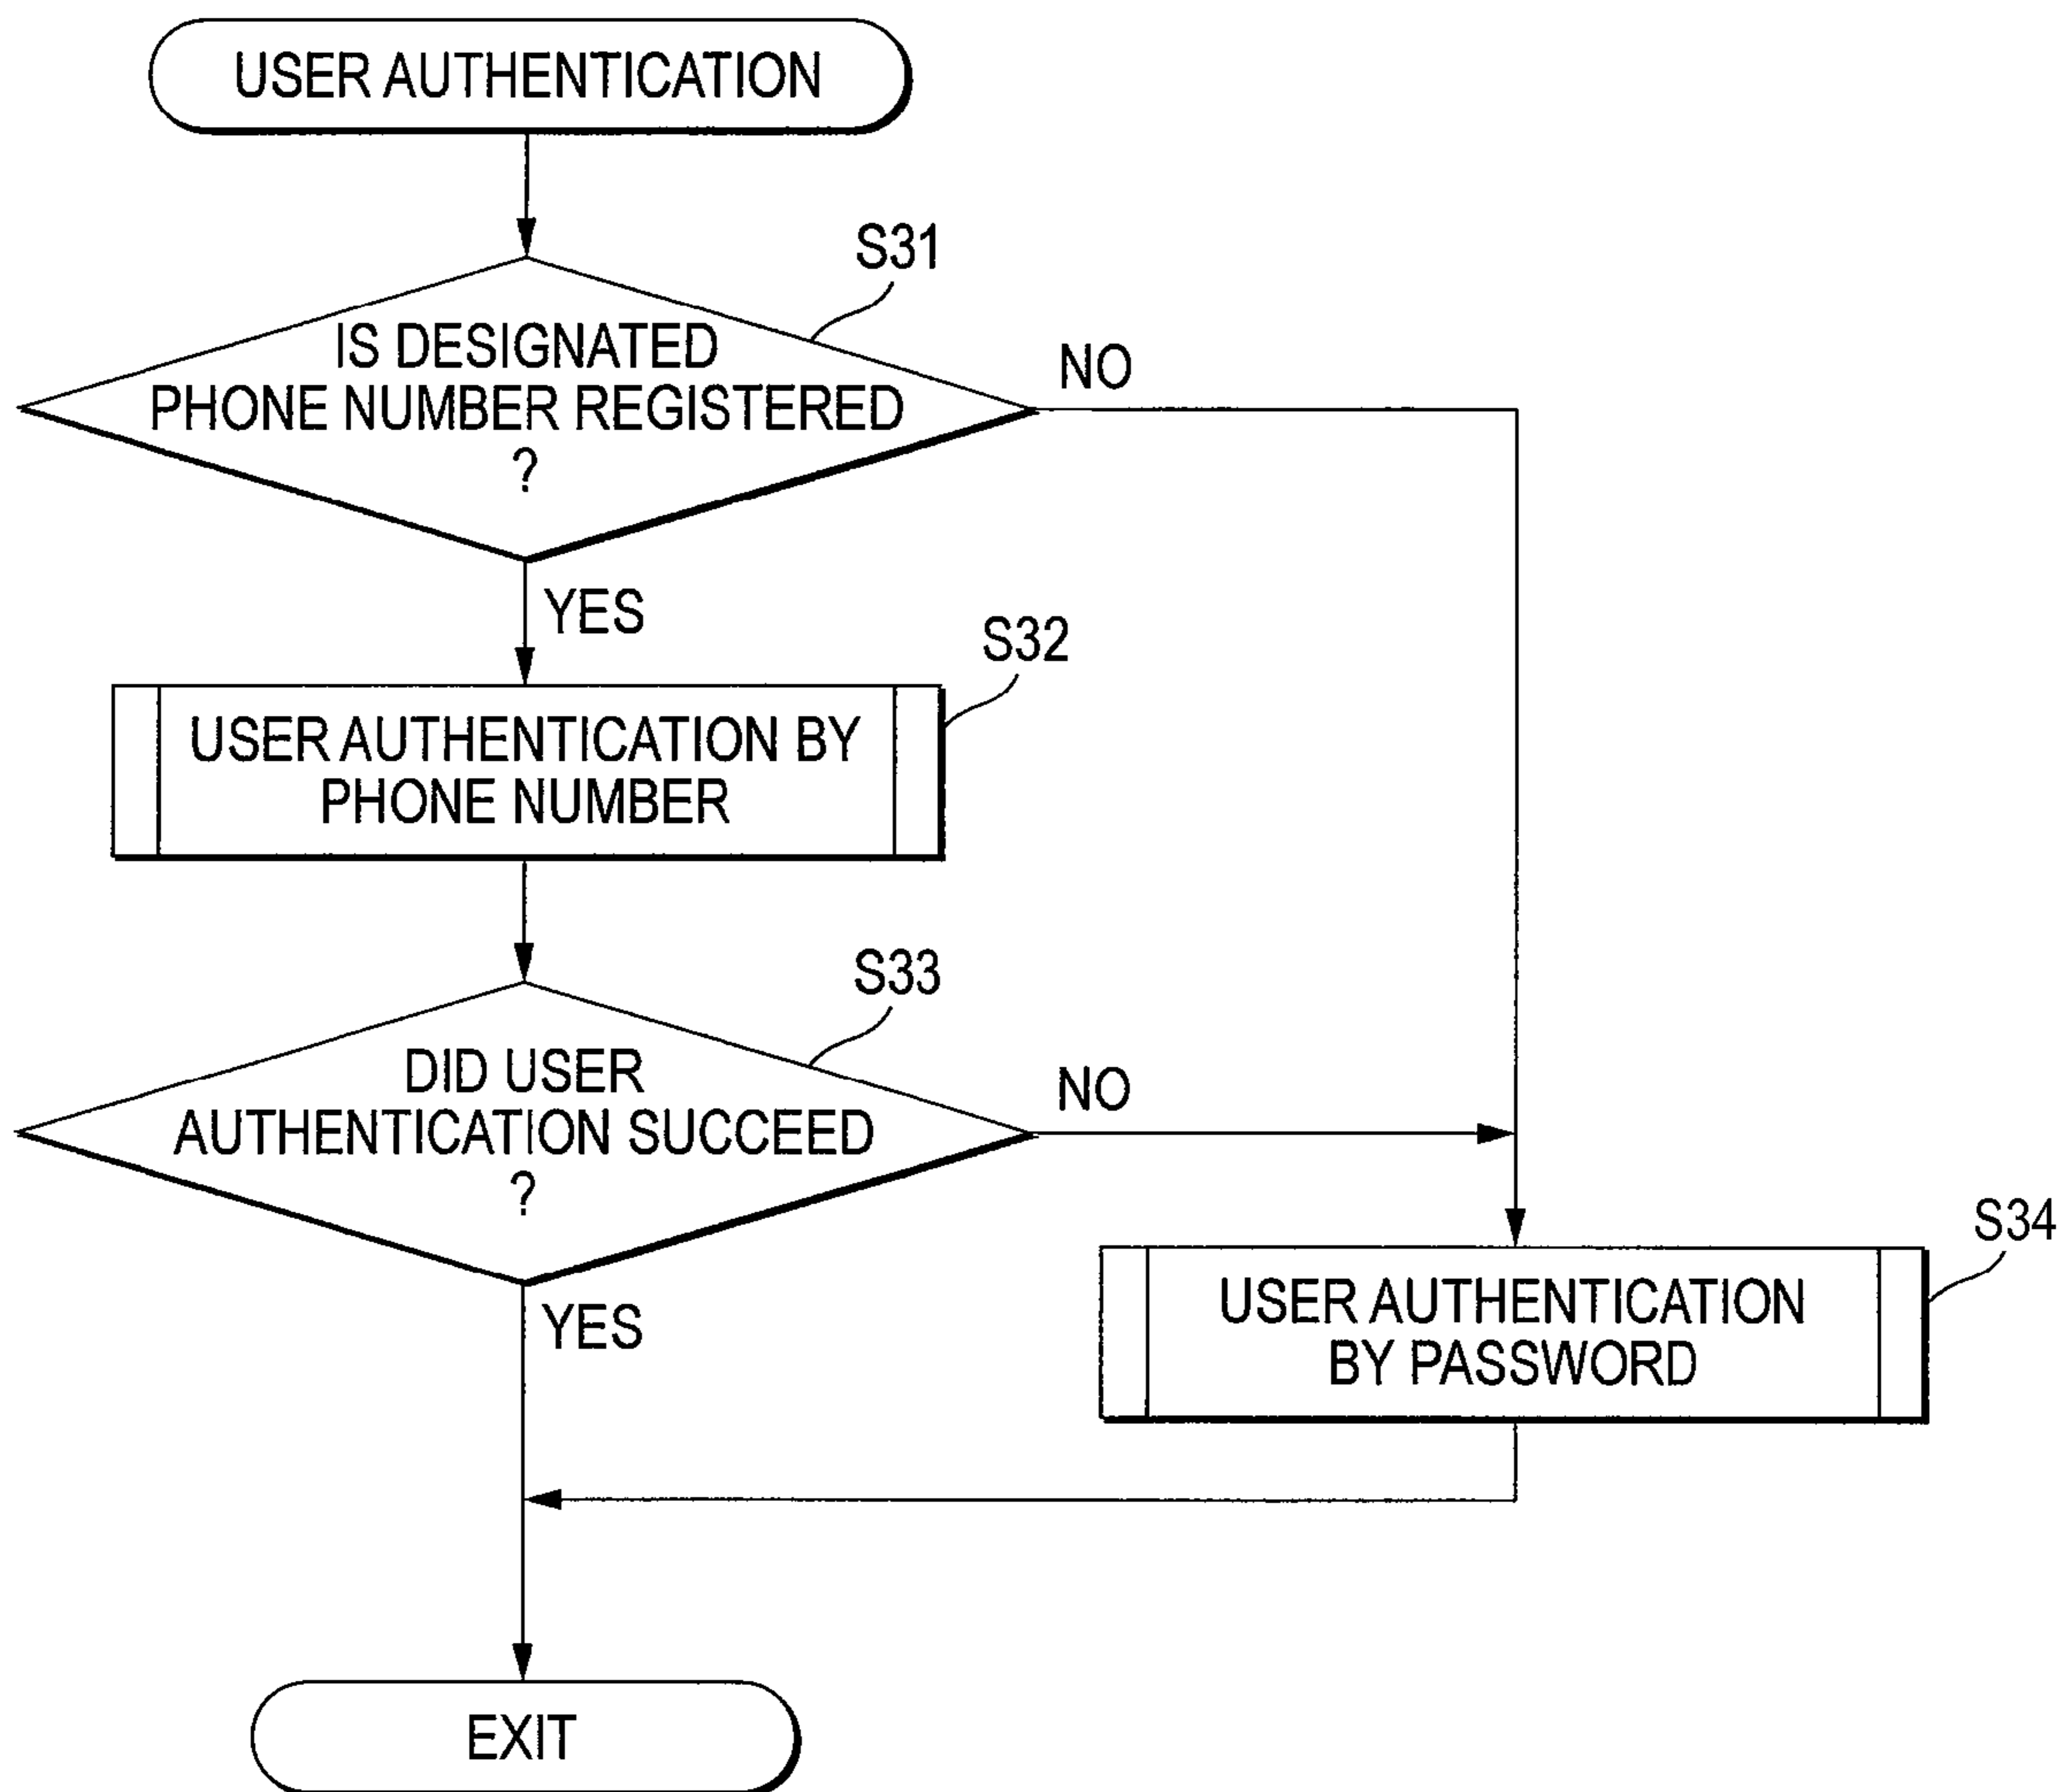 USER AUTHENTICATION
S31
IS DESIGNATED
PHONE NUMBER REGISTERED
?
NO
YES
S32
USER AUTHENTICATION BY
PHONE NUMBER
S33
DID USER
AUTHENTICATION SUCCEED
?
NO
YES
S34
USER AUTHENTICATION
BY PASSWORD
EXIT